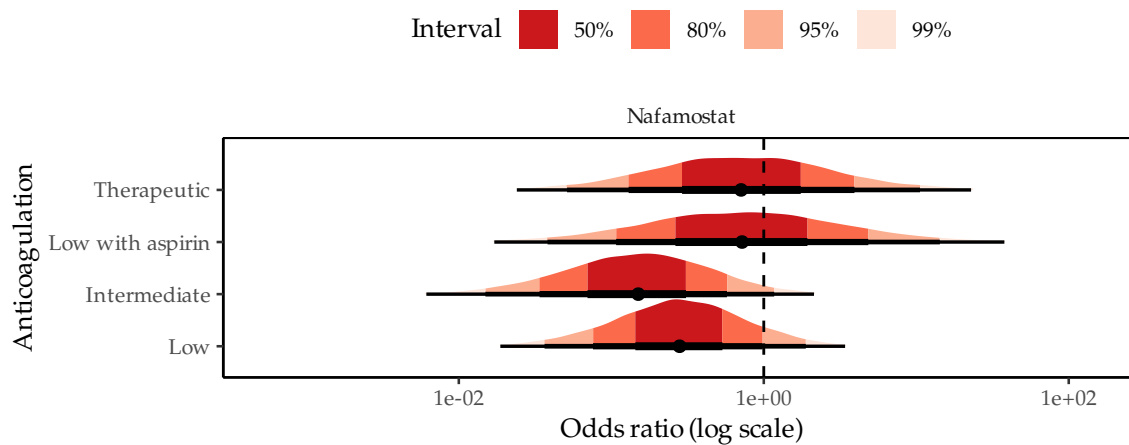 Interval 50% 80% 95% 99%
Nafamostat
Anticoagulation
Therapeutic
Low with aspirin
Intermediate
Low
1e-02 1e+00 1e+02
Odds ratio (log scale)